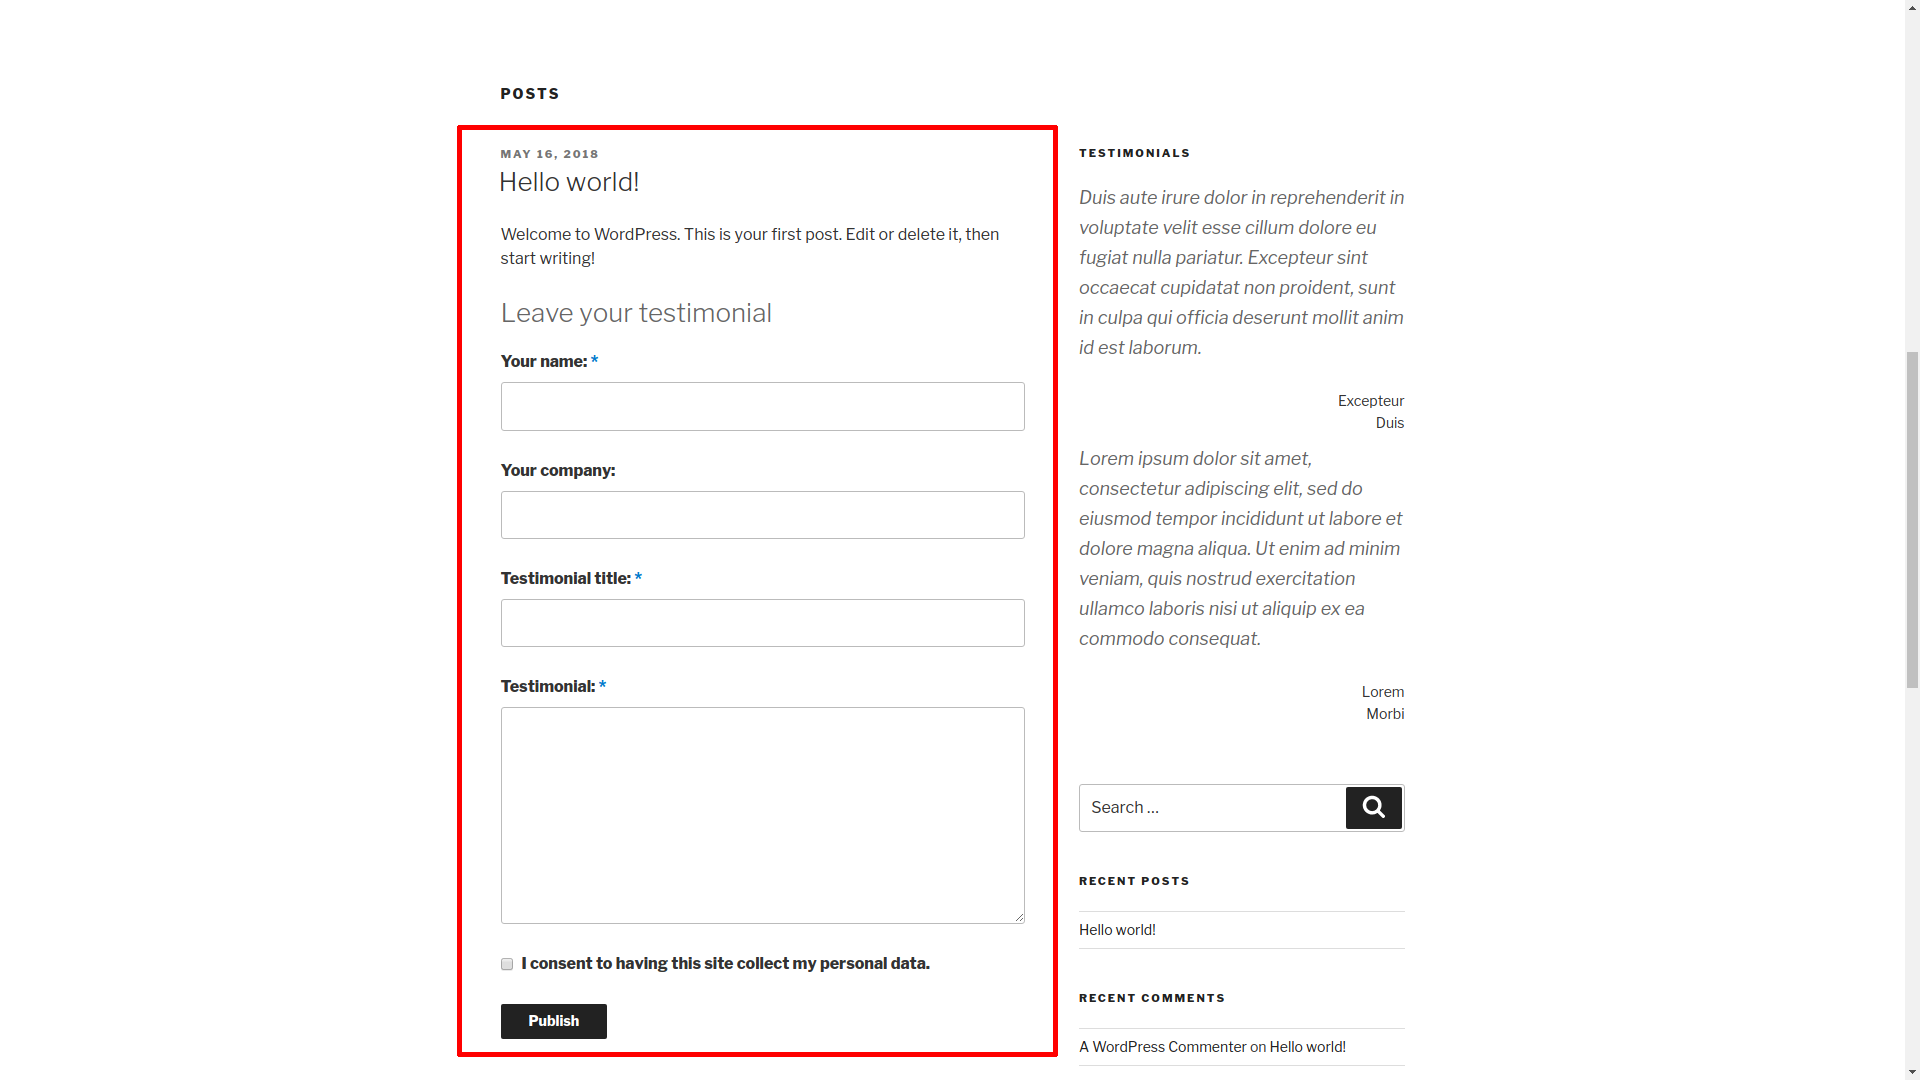 POSTS
MAY 16, 2018
Hello world!
Welcome to WordPress. This is your first post. Edit or delete it, then
start writing!
Leave your testimonial
Your name: *
Your company:
Testimonial title: *
Testimonial: *
I consent to having this site collect my personal data.
Publish
TESTIMONIALS
Duis aute irure dolor in reprehenderit in
voluptate velit esse cillum dolore eu
fugiat nulla pariatur. Excepteur sint
occaecat cupidatat non proident, sunt
in culpa qui officia deserunt mollit anim
id est laborum.
Excepteur
Duis
Lorem ipsum dolor sit amet,
consectetur adipiscing elit, sed do
eiusmod tempor incididunt ut labore et
dolore magna aliqua. Ut enim ad minim
veniam, quis nostrud exercitation
ullamco laboris nisi ut aliquip ex ea
commodo consequat.
Lorem
Morbi
Search …
RECENT POSTS
Hello world!
RECENT COMMENTS
A WordPress Commenter on Hello world!